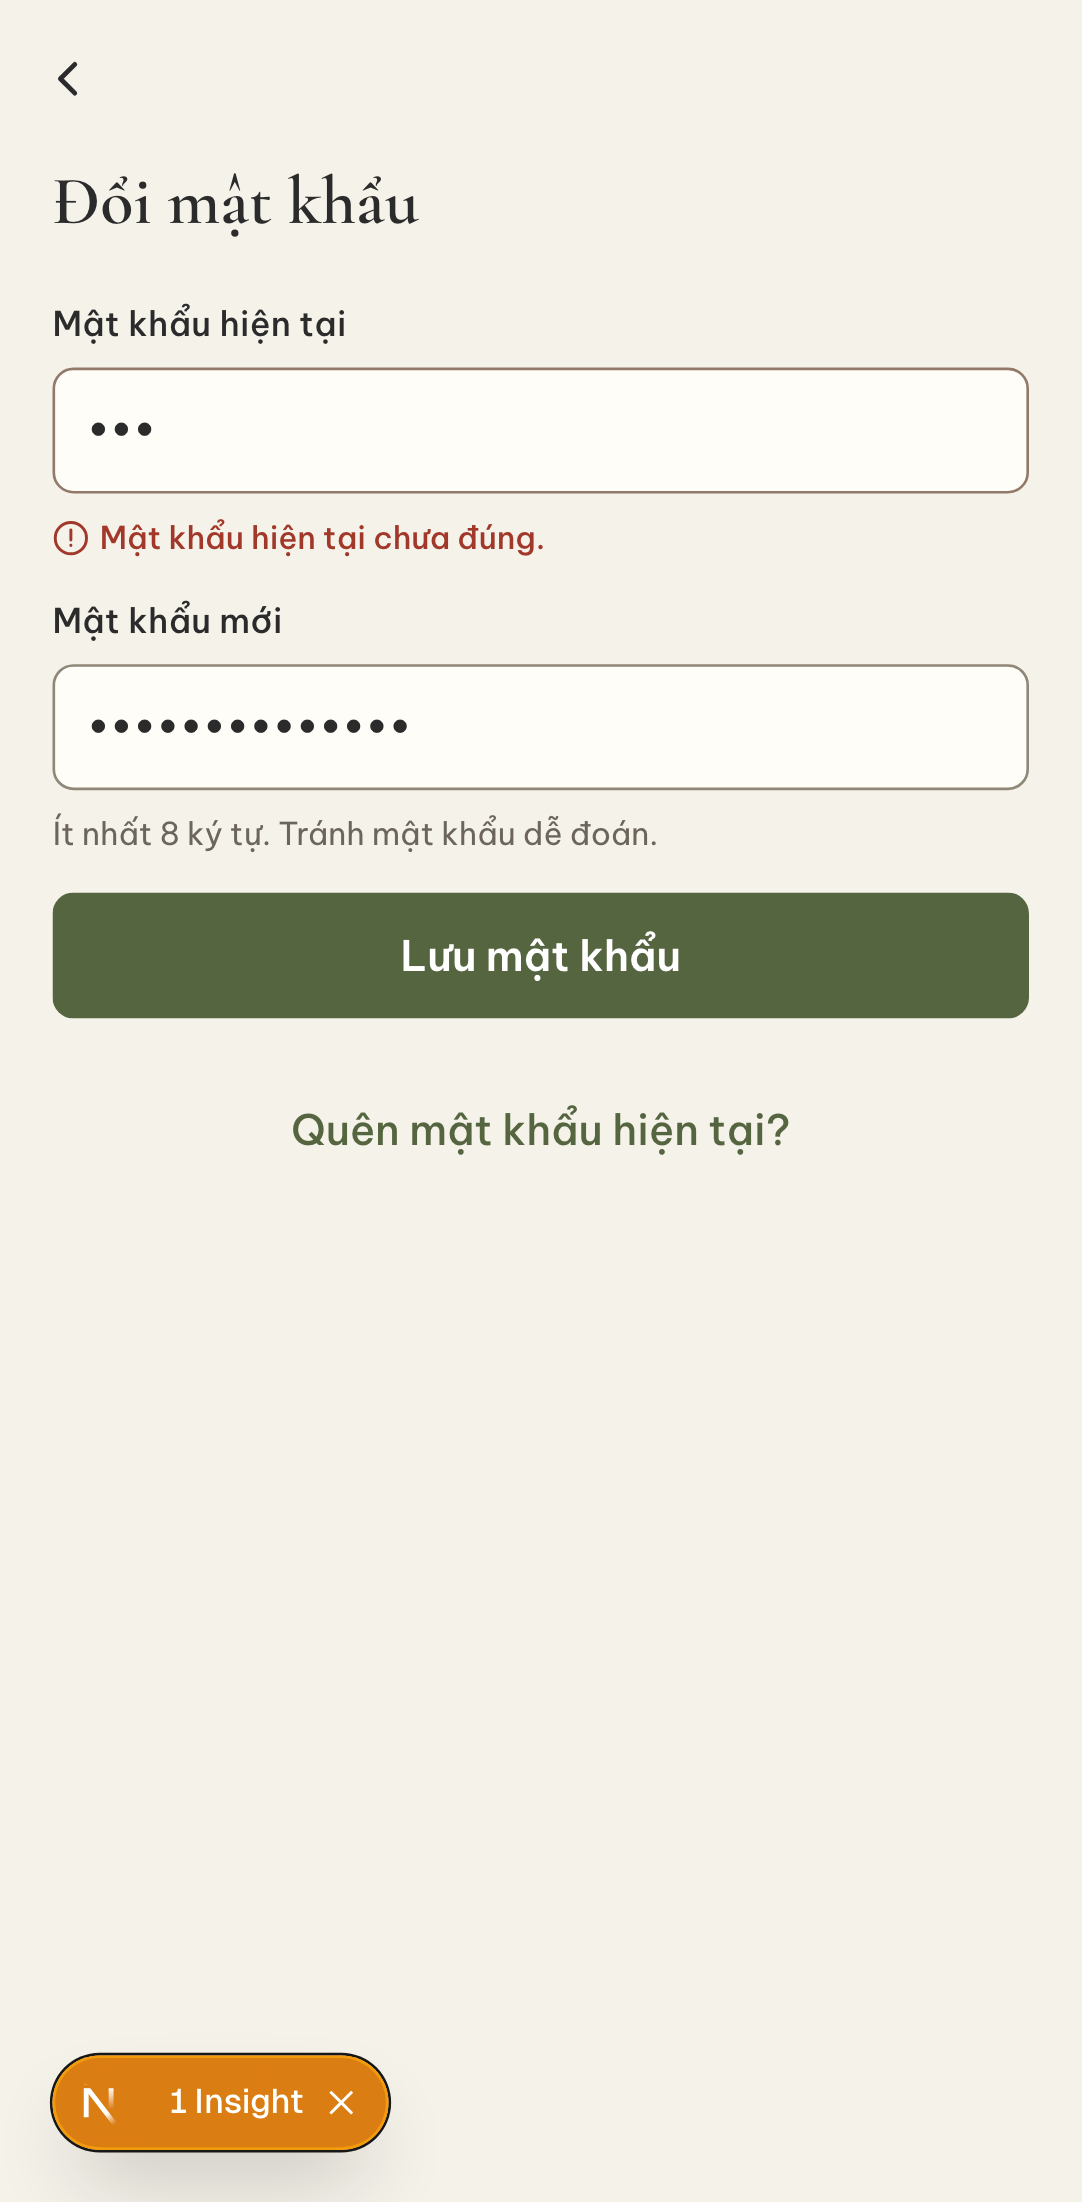 Đổi mật khẩu
Mật khẩu hiện tại
Mật khẩu hiện tại chưa đúng.
Mật khẩu mới
Ít nhất 8 ký tự. Tránh mật khẩu dễ đoán.
Lưu mật khẩu
Quên mật khẩu hiện tại?
N 1 Insight